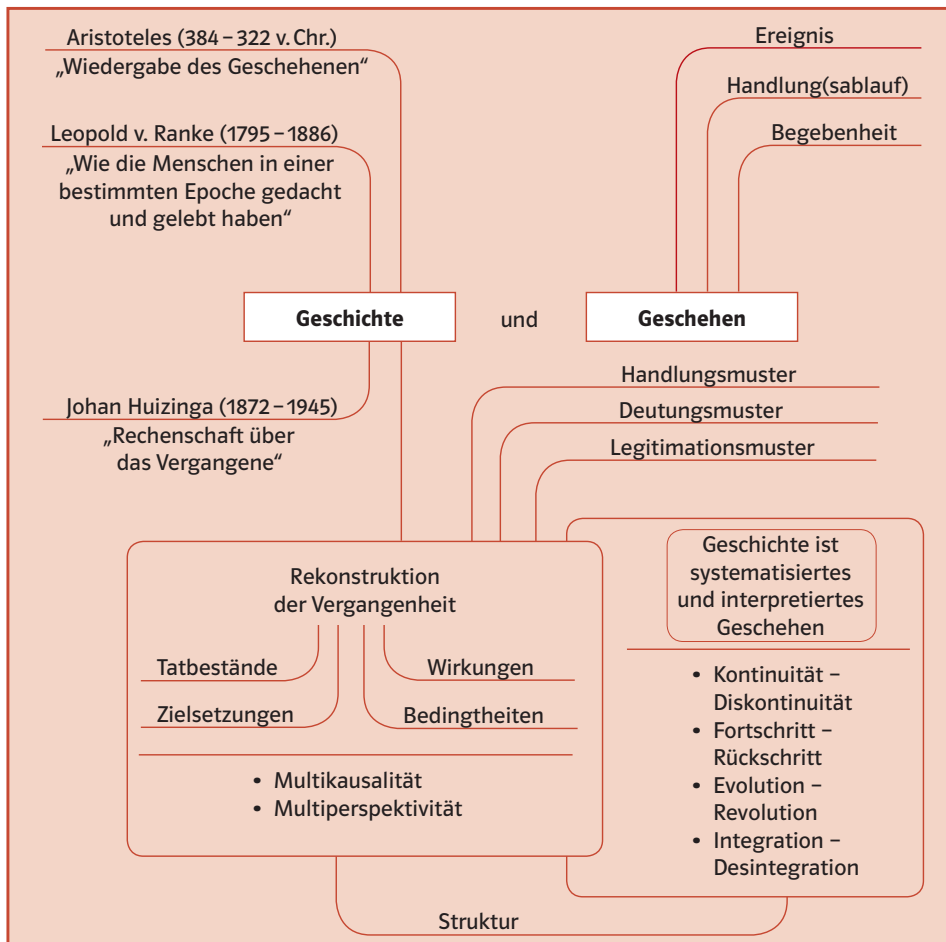 Aristoteles (384 – 322 v. Chr.)
„Wiedergabe des Geschehenen“
Leopold v. Ranke (1795 – 1886)
„Wie die Menschen in einer
bestimmten Epoche gedacht
und gelebt haben“
Ereignis
Handlung(sablauf)
Begebenheit
Geschichte
und
Geschehen
Johan Huizinga (1872 – 1945)
„Rechenschaft über
das Vergangene“
Handlungsmuster
Deutungsmuster
Legitimationsmuster
Rekonstruktion
der Vergangenheit
Tatbestände
Wirkungen
Zielsetzungen
Bedingtheiten
• Multikausalität
• Multiperspektivität
Geschichte ist
systematisiertes
und interpretiertes
Geschehen
• Kontinuität –
Diskontinuität
• Fortschritt –
Rückschritt
• Evolution –
Revolution
• Integration –
Desintegration
Struktur